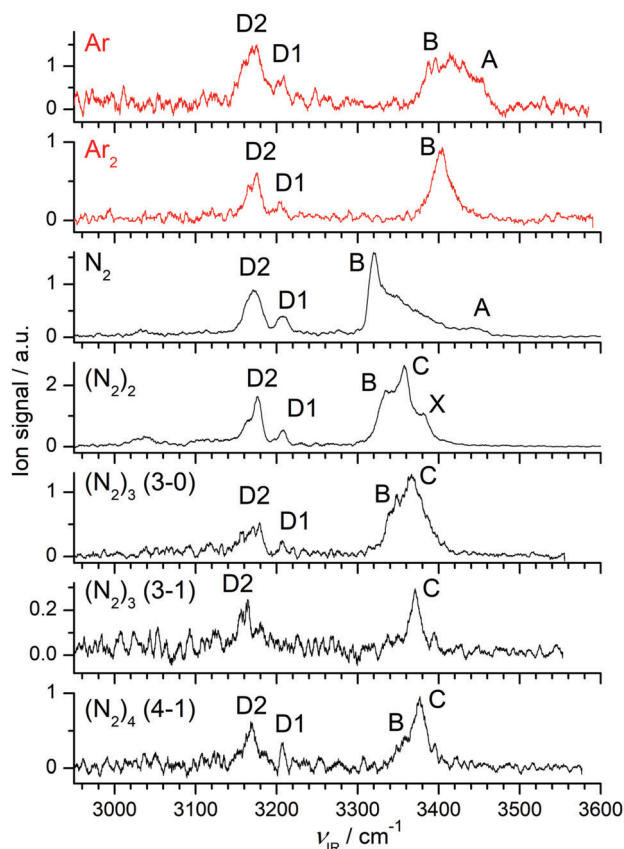 Ar
D2
D1
B
A
1
0
Ar₂
D2
D1
B
1
0
N₂
D2
D1
B
A
1
0
(N₂)₂
D2
D1
B
C
X
2
0
(N₂)₃ (3-0)
D2
D1
B
C
1
0
(N₂)₃ (3-1)
D2
C
0.2
0.0
(N₂)₄ (4-1)
D2
D1
B
C
1
0
Ion signal / a.u.
3000 3100 3200 3300 3400 3500 3600
νIR / cm⁻¹